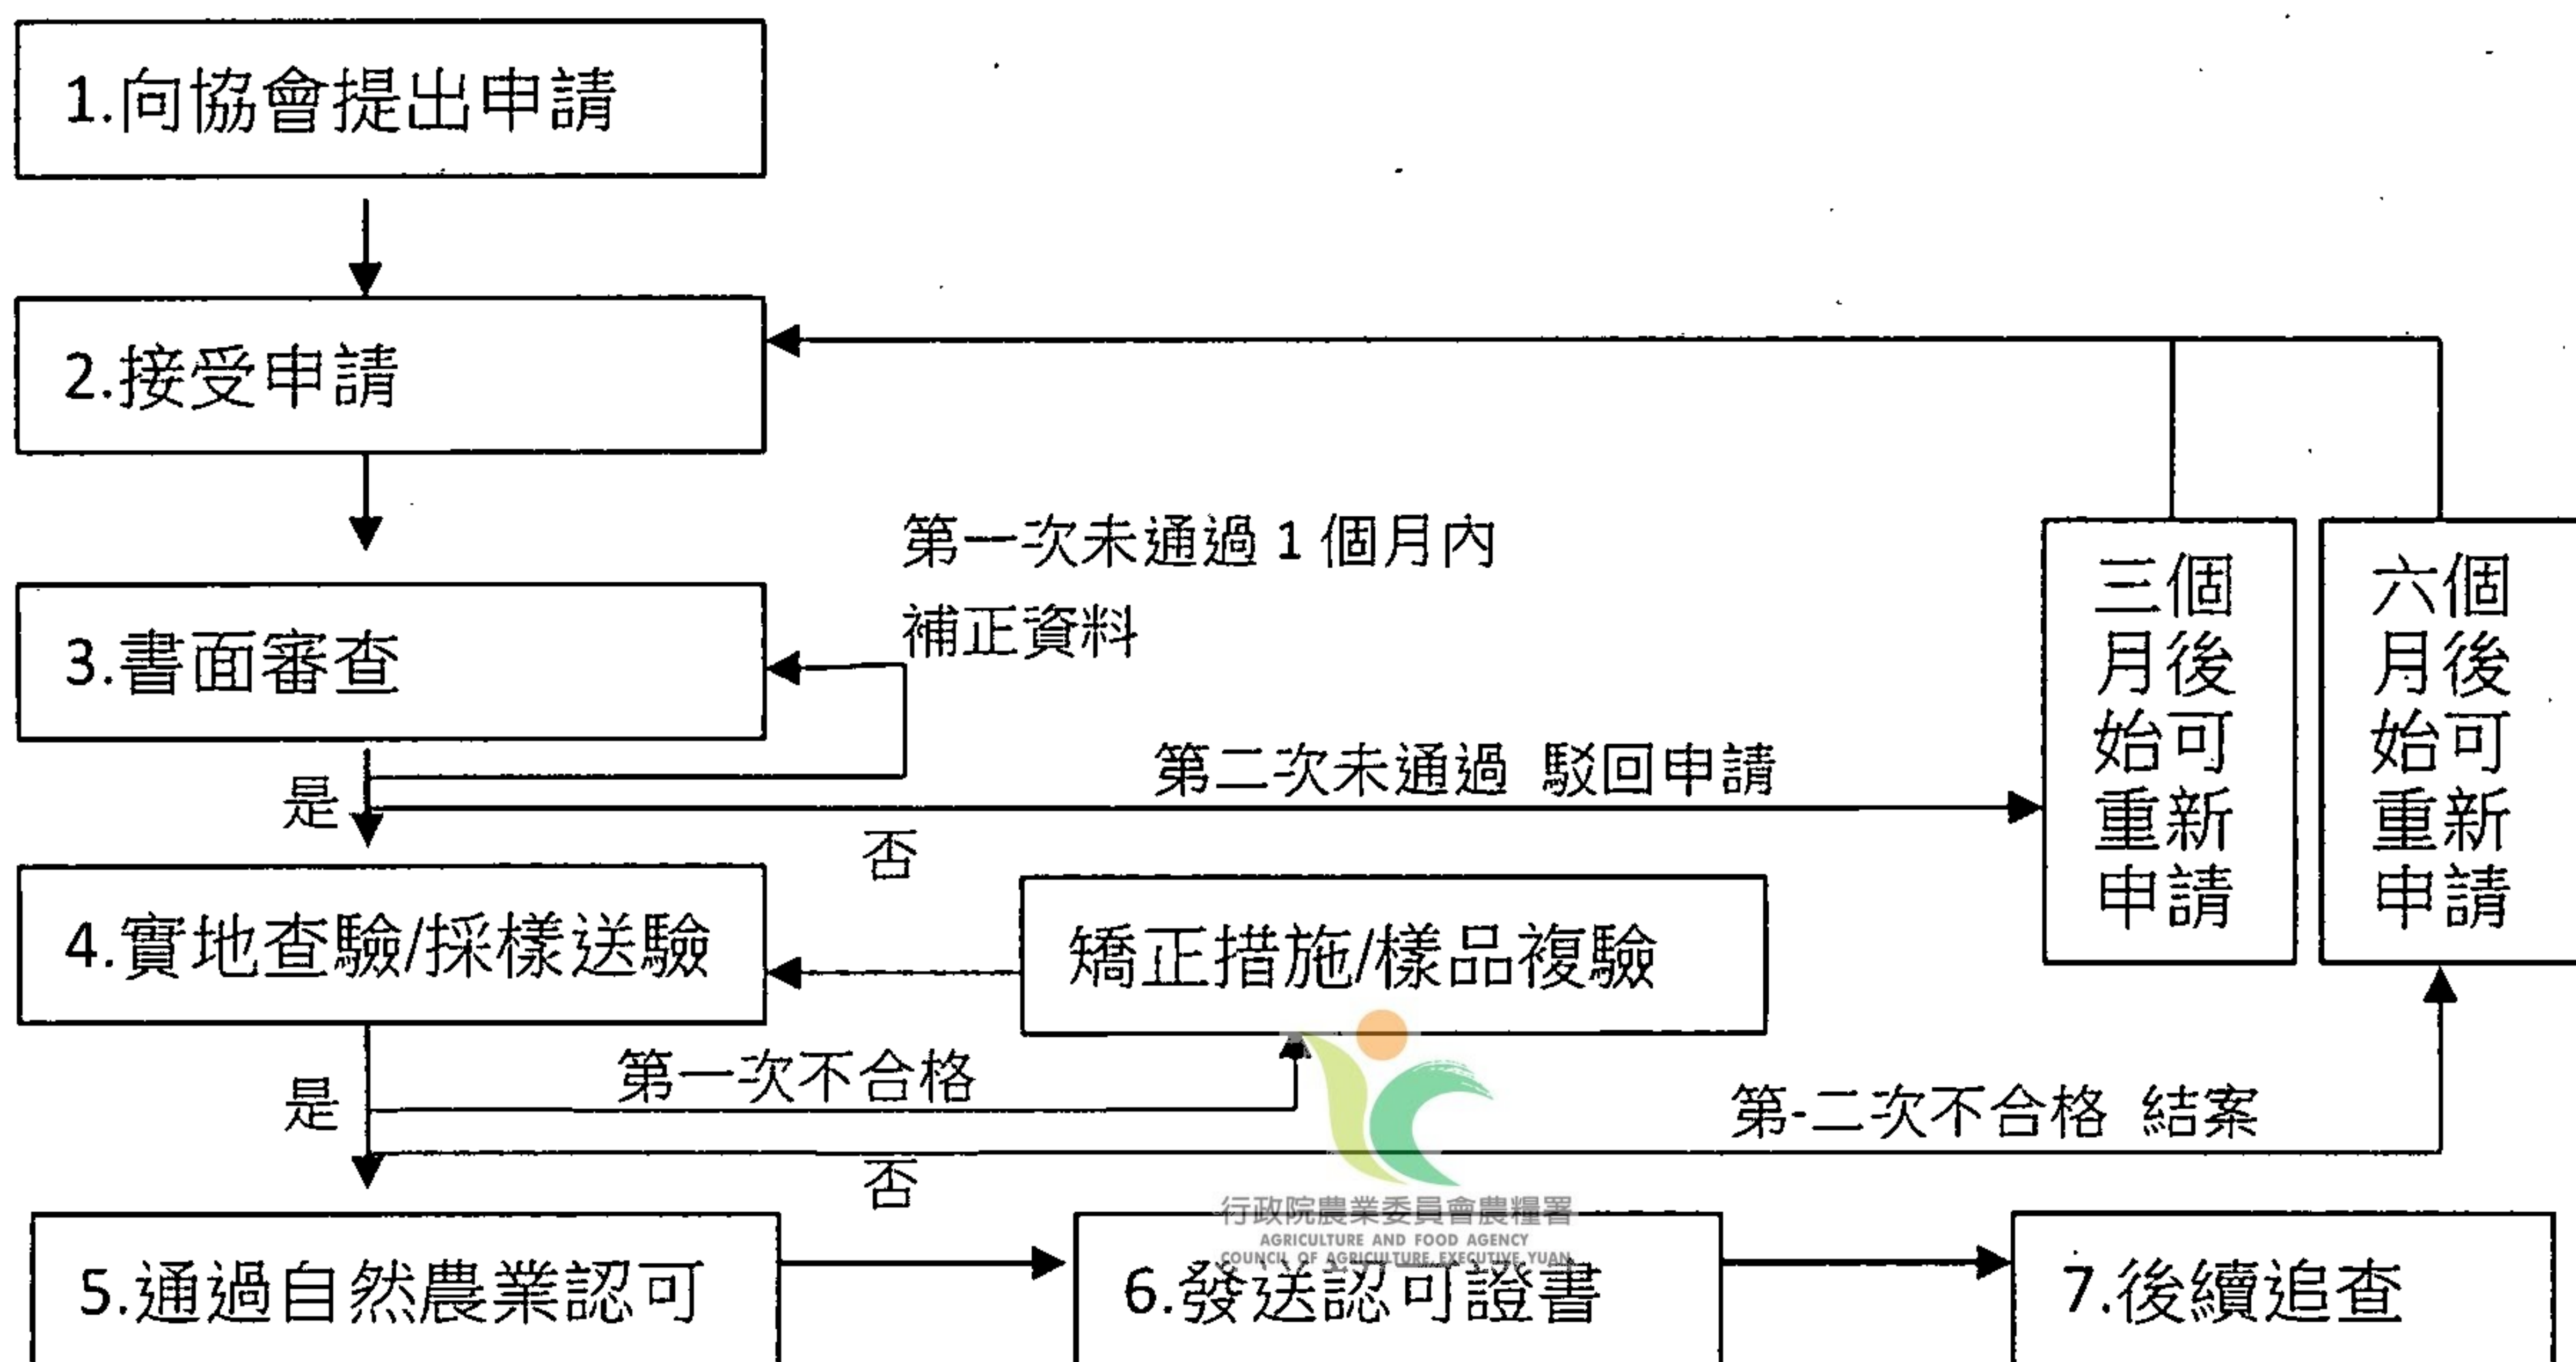 1.向協會提出申請
2.接受申請
第一次未通過 1 個月內
補正資料
3.書面審查
三個
月後
始可
重新
申請
六個
月後
始可
重新
申請
第二次未通過 駁回申請
是
否
4.實地查驗/採樣送驗
矯正措施/樣品複驗
第一次不合格
是
第-二次不合格 結案
否
行政院農業委員會農糧署
AGRICULTURE AND FOOD AGENCY
COUNCIL OF AGRICULTURE,EXECUTIVE YUAN
5.通過自然農業認可
6.發送認可證書
7.後續追查